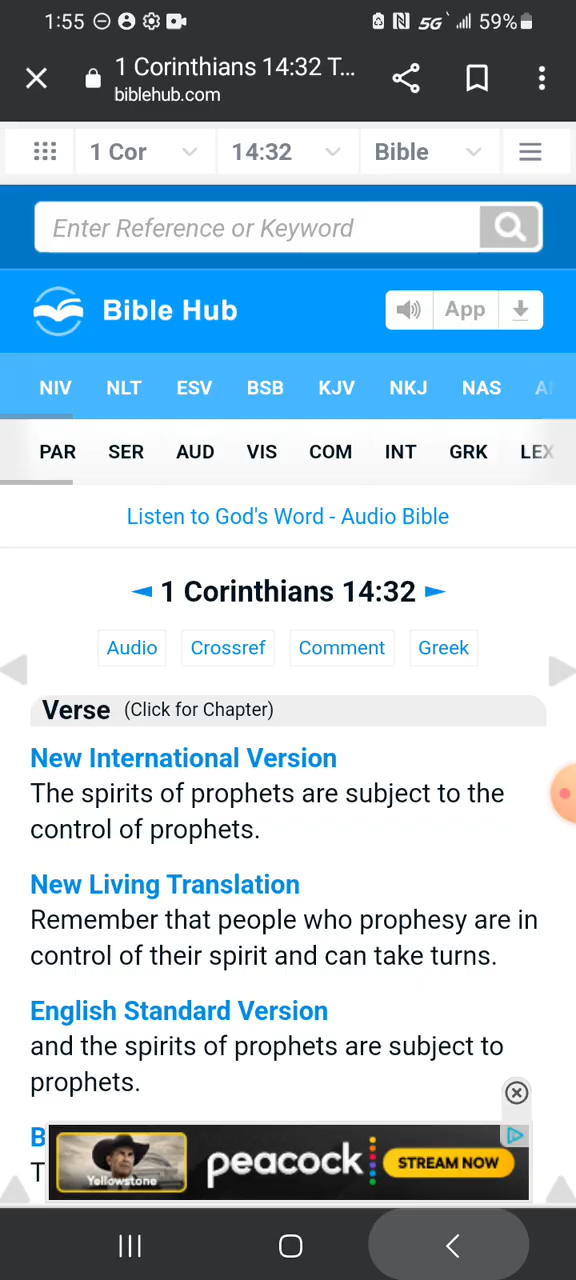 1:55 5G 59%
1 Corinthians 14:32 T...
biblehub.com
1 Cor 14:32 Bible
Enter Reference or Keyword
Bible Hub App
NIV NLT ESV BSB KJV NKJ NAS
PAR SER AUD VIS COM INT GRK LEX
Listen to God's Word - Audio Bible
◄ 1 Corinthians 14:32 ►
Audio Crossref Comment Greek
Verse (Click for Chapter)
New International Version
The spirits of prophets are subject to the
control of prophets.
New Living Translation
Remember that people who prophesy are in
control of their spirit and can take turns.
English Standard Version
and the spirits of prophets are subject to
prophets.
B
T
Yellowstone peacock STREAM NOW